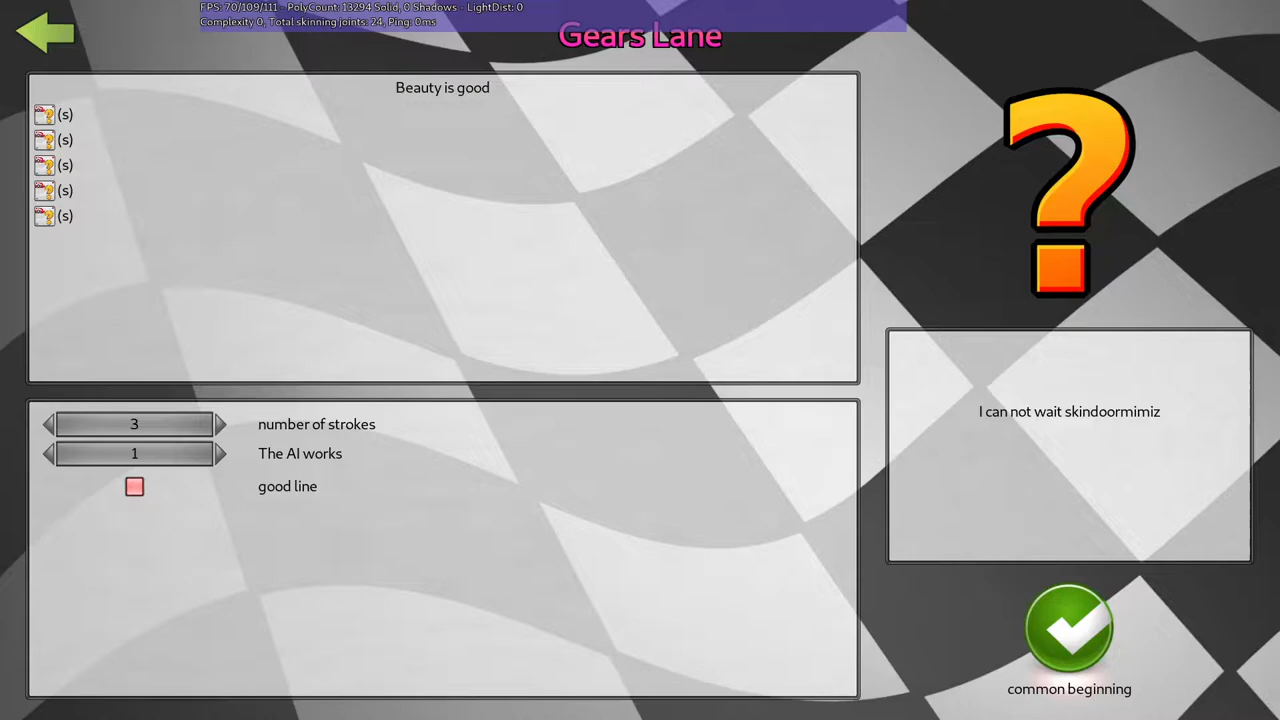 FPS: 70/109/111 - PolyCount: 13294 Solid, 0 Shadows - LightDist: 0
Complexity 0, Total skinning joints: 24, Ping: 0ms
Gears Lane
Beauty is good
(s)
(s)
(s)
(s)
(s)
I can not wait skindoormimiz
3 number of strokes
1 The AI works
good line
common beginning